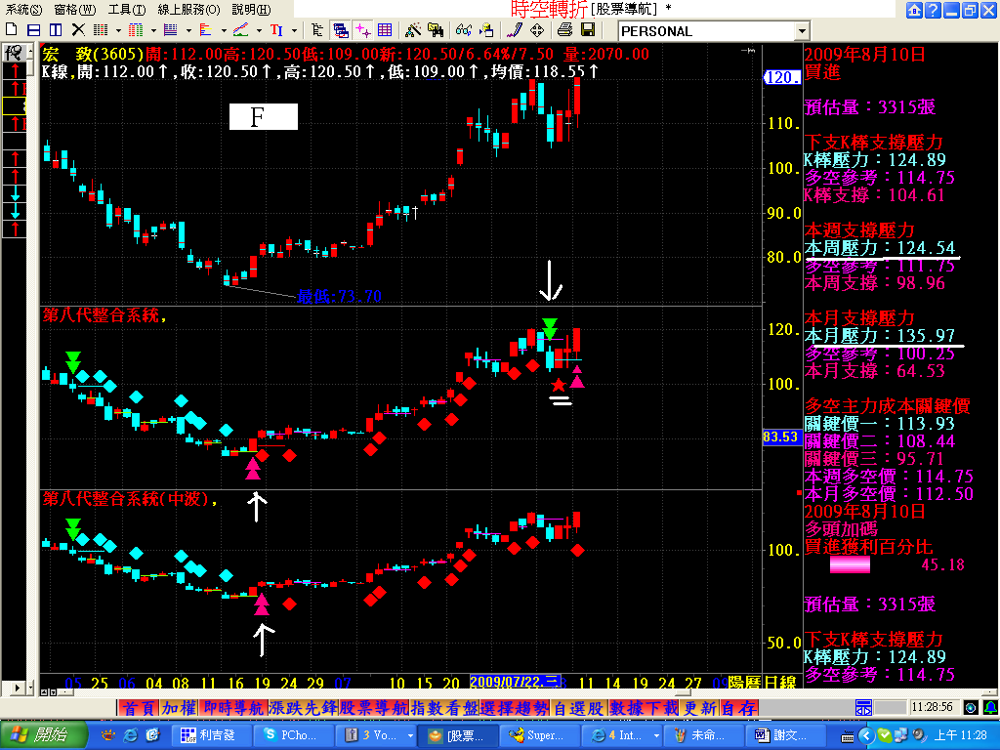 系統(S) 窗格(W) 工具(T) 線上服務(O) 說明(H)
時空轉折[股票導航] *
PERSONAL
宏 致(3605)開:112.00高:120.50低:109.00新:120.50/6.64%/7.50 量:2070.00
K線,開:112.00↑,收:120.50↑,高:120.50↑,低:109.00↑,均價:118.55↑
F
120.
110.
100.
90.0
80.0
最低:73.70
第八代整合系統,
120.
100.
83.53
第八代整合系統(中波),
100.
50.0
05 25 06 04 08 11 16 19 24 29 07 10 15 20 2009/07/22.三 11 14 19 24 27 09 陽曆日線
2009年8月10日
買進
預估量：3315張
下支K棒支撐壓力
K棒壓力：124.89
多空參考：114.75
K棒支撐：104.61
本週支撐壓力
本周壓力：124.54
多空參考：111.75
本周支撐：98.96
本月支撐壓力
本月壓力：135.97
多空參考：100.25
本月支撐：64.53
多空主力成本關鍵價
關鍵價一：113.93
關鍵價二：108.44
關鍵價三：95.71
本週多空價：114.75
本月多空價：112.50
2009年8月10日
多頭加碼
買進獲利百分比
45.18
預估量：3315張
下支K棒支撐壓力
K棒壓力：124.89
多空參考：114.75
首頁 加權 即時導航 漲跌先鋒 股票導航 指數看盤 選擇趨勢 自選股 數據下載 更新 自存
11:28:56
開始 利吉發 PCho... 3 Vo... [股票... Super... 4 Int... 未命... 謝文... 上午 11:28